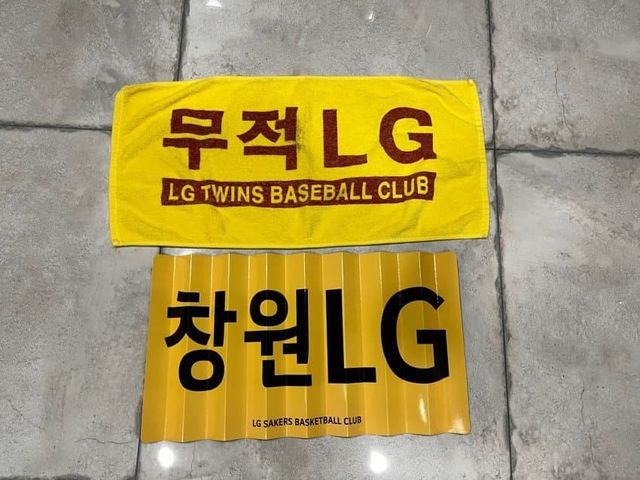 무적LG
LG TWINS BASEBALL CLUB
창원LG
LG SAKERS BASKETBALL CLUB